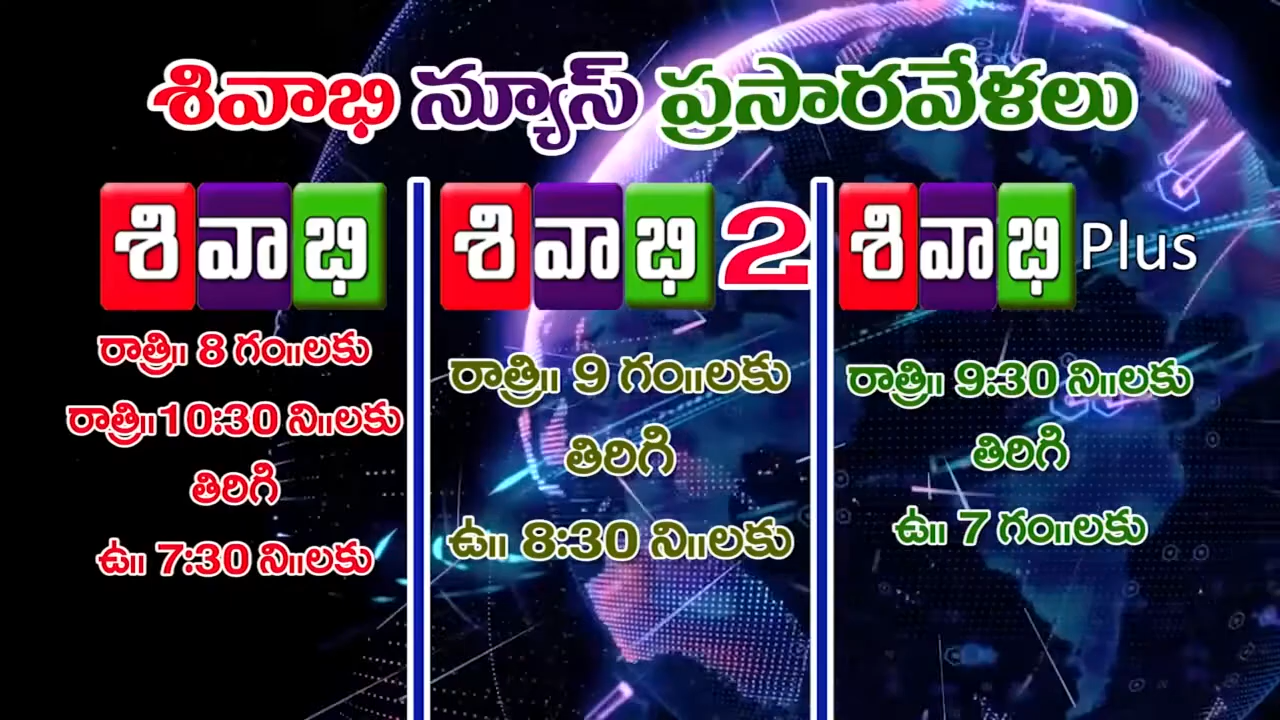 శివాభి న్యూస్ ప్రసారవేళలు
శివాభి
రాత్రి॥ 8 గం॥లకు
రాత్రి॥10:30 ని॥లకు
తిరిగి
ఉ॥ 7:30 ని॥లకు
శివాభి 2
రాత్రి॥ 9 గం॥లకు
తిరిగి
ఉ॥ 8:30 ని॥లకు
శివాభి Plus
రాత్రి॥ 9:30 ని॥లకు
తిరిగి
ఉ॥ 7 గం॥లకు